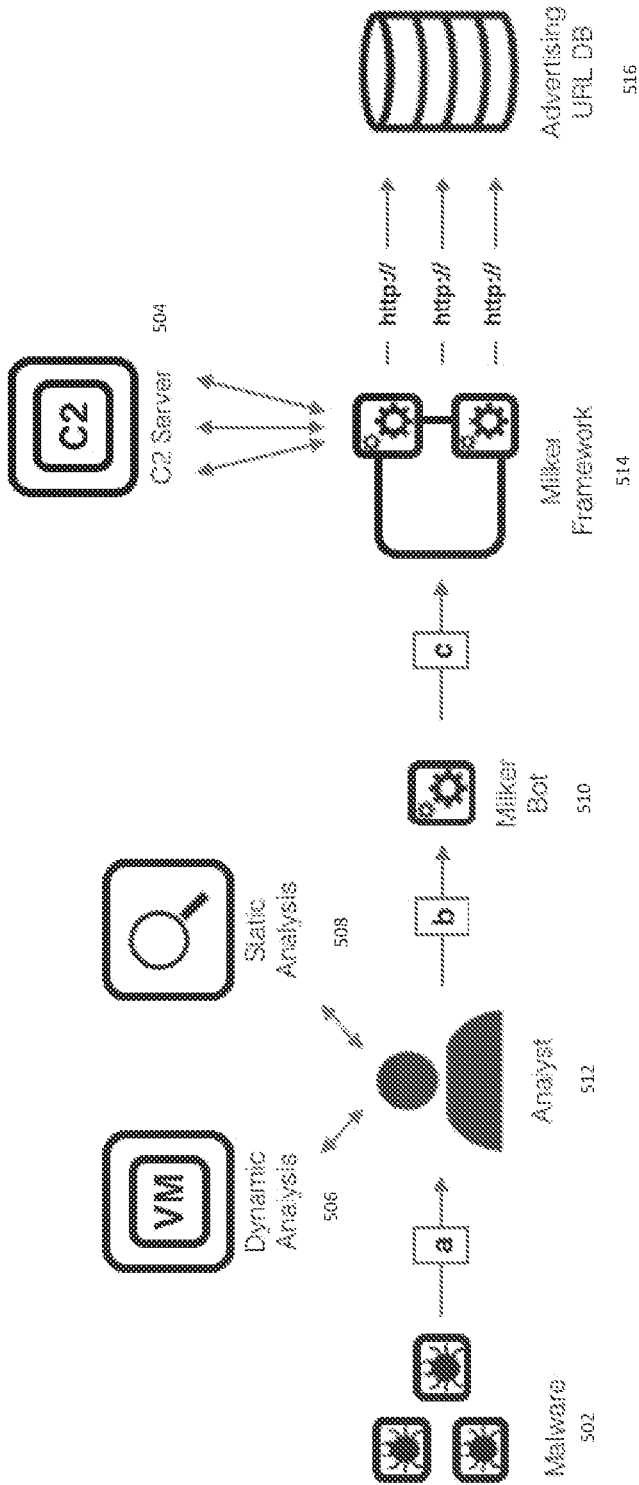 Malware
502
a
VM
Dynamic
Analysis
506
Static
Analysis
508
Analyst
512
b
Milker
Bot
510
c
C2
C2 Server
504
Milker
Framework
514
http://
http://
http://
Advertising
URL DB
516